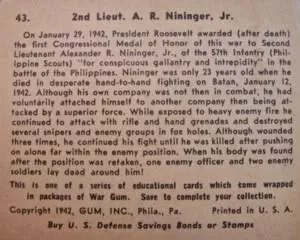 43. 2nd Lieut. A. R. Nininger, Jr.
On January 29, 1942, President Roosevelt awarded (after death)
the first Congressional Medal of Honor of this war to Second
Lieutenant Alexander R. Nininger, Jr., of the 57th Infantry (Phil-
ippine Scouts) "for conspicuous gallantry and intrepidity" in the
battle of the Philippines. Nininger was only 23 years old when he
died in desperate hand-to-hand fighting on Batan, January 12,
1942. Although his own company was not then in combat, he had
voluntarily attached himself to another company then being at-
tacked by a superior force. While exposed to heavy enemy fire he
continued to attack with rifle and hand grenades and destroyed
several snipers and enemy groups in fox holes. Although wounded
three times, he continued his fight until he was killed after pushing
on alone far within the enemy position. When his body was found
after the position was retaken, one enemy officer and two enemy
soldiers lay dead around him!
This is one of a series of educational cards which come wrapped
in packages of War Gum. Save to complete your collection.
Copyright 1942, GUM, INC., Phila., Pa. Printed in U. S. A.
Buy U. S. Defense Savings Bonds or Stamps